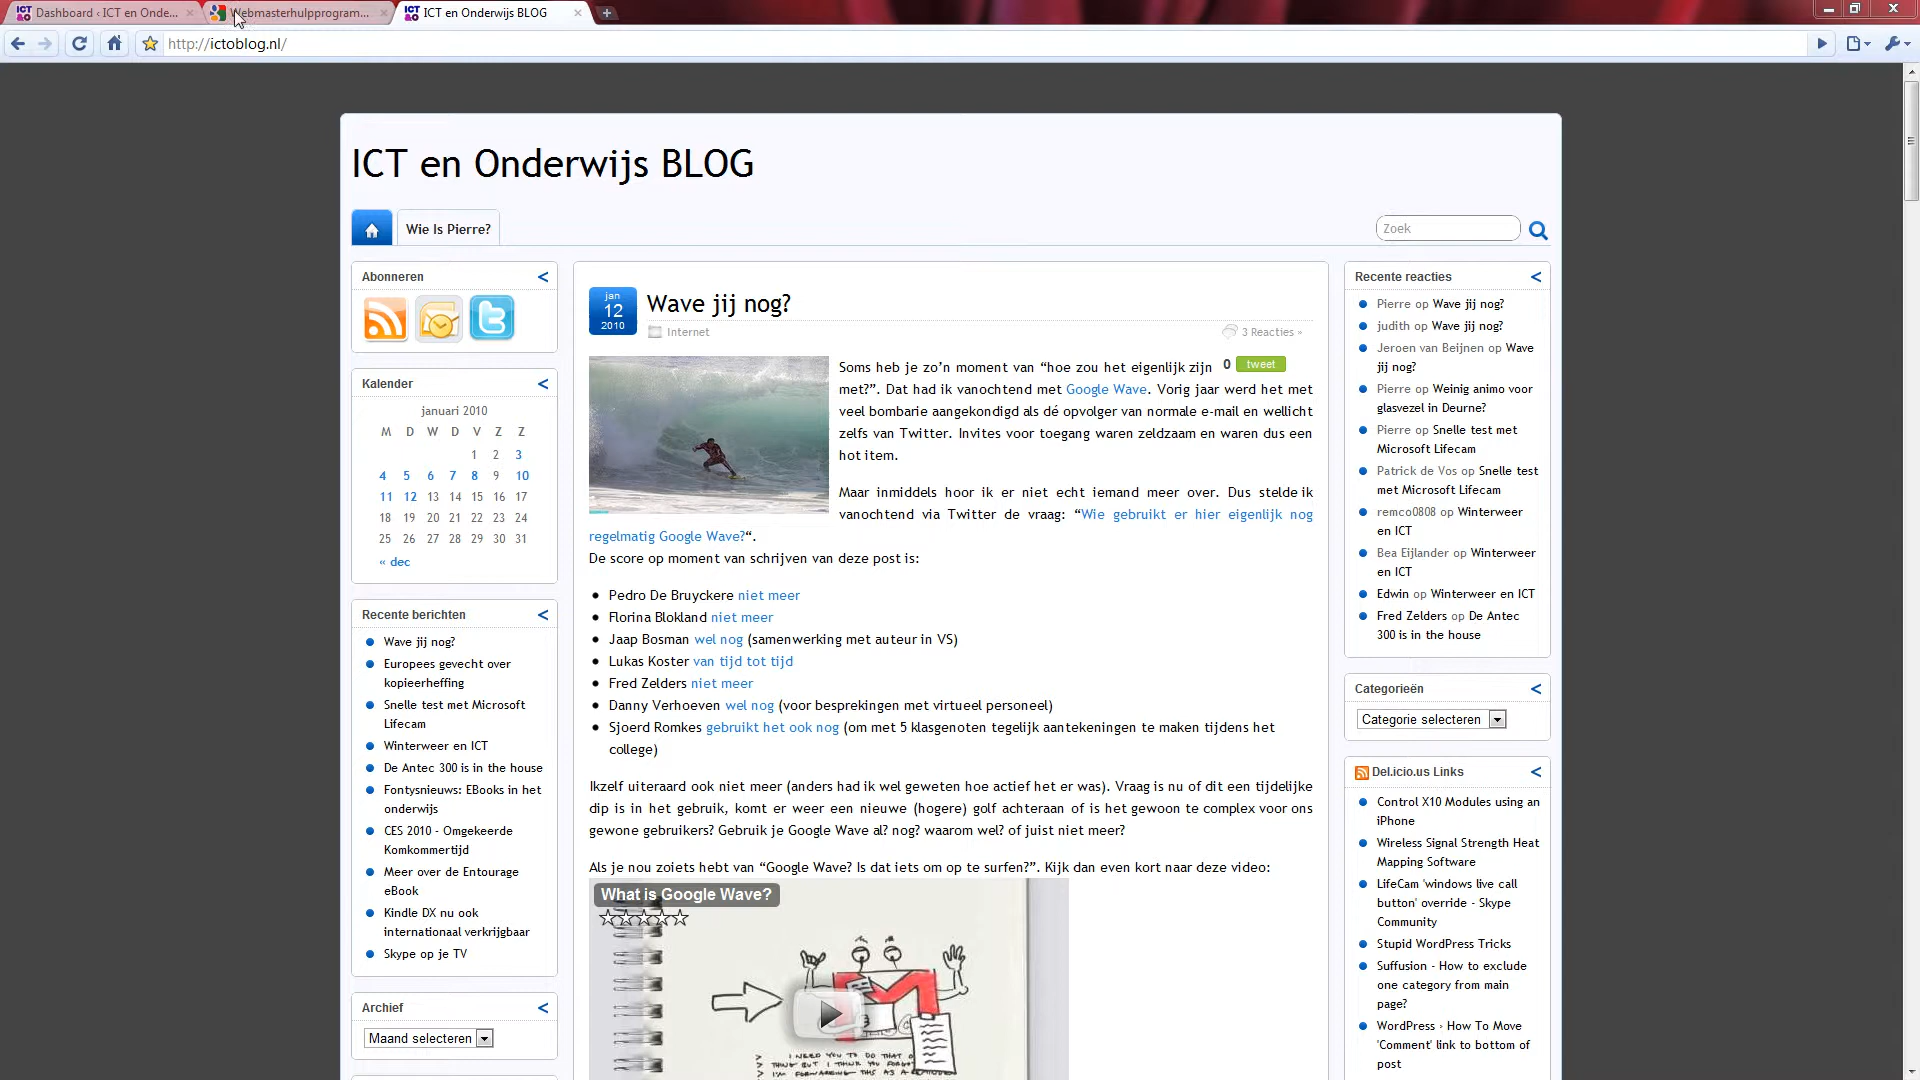 Dashboard ‹ ICT en Onde...
Webmasterhulpprogram...
ICT en Onderwijs BLOG
http://ictoblog.nl/
ICT en Onderwijs BLOG
Wie Is Pierre?
Zoek
Abonneren
<
Kalender
<
januari 2010
M D W D V Z Z
1 2 3
4 5 6 7 8 9 10
11 12 13 14 15 16 17
18 19 20 21 22 23 24
25 26 27 28 29 30 31
« dec
Recente berichten
<
Wave jij nog?
Europees gevecht over
kopieerheffing
Snelle test met Microsoft
Lifecam
Winterweer en ICT
De Antec 300 is in the house
Fontysnieuws: EBooks in het
onderwijs
CES 2010 - Omgekeerde
Komkommertijd
Meer over de Entourage
eBook
Kindle DX nu ook
internationaal verkrijgbaar
Skype op je TV
Archief
<
Maand selecteren
jan
12
2010
Wave jij nog?
Internet
3 Reacties »
0 tweet
Soms heb je zo’n moment van “hoe zou het eigenlijk zijn
met?”. Dat had ik vanochtend met Google Wave. Vorig jaar werd het met
veel bombarie aangekondigd als dé opvolger van normale e-mail en wellicht
zelfs van Twitter. Invites voor toegang waren zeldzaam en waren dus een
hot item.
Maar inmiddels hoor ik er niet echt iemand meer over. Dus stelde ik
vanochtend via Twitter de vraag: “Wie gebruikt er hier eigenlijk nog
regelmatig Google Wave?“.
De score op moment van schrijven van deze post is:
Pedro De Bruyckere niet meer
Florina Blokland niet meer
Jaap Bosman wel nog (samenwerking met auteur in VS)
Lukas Koster van tijd tot tijd
Fred Zelders niet meer
Danny Verhoeven wel nog (voor besprekingen met virtueel personeel)
Sjoerd Romkes gebruikt het ook nog (om met 5 klasgenoten tegelijk aantekeningen te maken tijdens het
college)
Ikzelf uiteraard ook niet meer (anders had ik wel geweten hoe actief het er was). Vraag is nu of dit een tijdelijke
dip is in het gebruik, komt er weer een nieuwe (hogere) golf achteraan of is het gewoon te complex voor ons
gewone gebruikers? Gebruik je Google Wave al? nog? waarom wel? of juist niet meer?
Als je nou zoiets hebt van “Google Wave? Is dat iets om op te surfen?”. Kijk dan even kort naar deze video:
What is Google Wave?
I NEED YOU TO DO THAT
Recente reacties
<
Pierre op Wave jij nog?
judith op Wave jij nog?
Jeroen van Beijnen op Wave
jij nog?
Pierre op Weinig animo voor
glasvezel in Deurne?
Pierre op Snelle test met
Microsoft Lifecam
Patrick de Vos op Snelle test
met Microsoft Lifecam
remco0808 op Winterweer
en ICT
Bea Eijlander op Winterweer
en ICT
Edwin op Winterweer en ICT
Fred Zelders op De Antec
300 is in the house
Categorieën
<
Categorie selecteren
Del.icio.us Links
<
Control X10 Modules using an
iPhone
Wireless Signal Strength Heat
Mapping Software
LifeCam 'windows live call
button' override - Skype
Community
Stupid WordPress Tricks
Suffusion - How to exclude
one category from main
page?
WordPress › How To Move
'Comment' link to bottom of
post